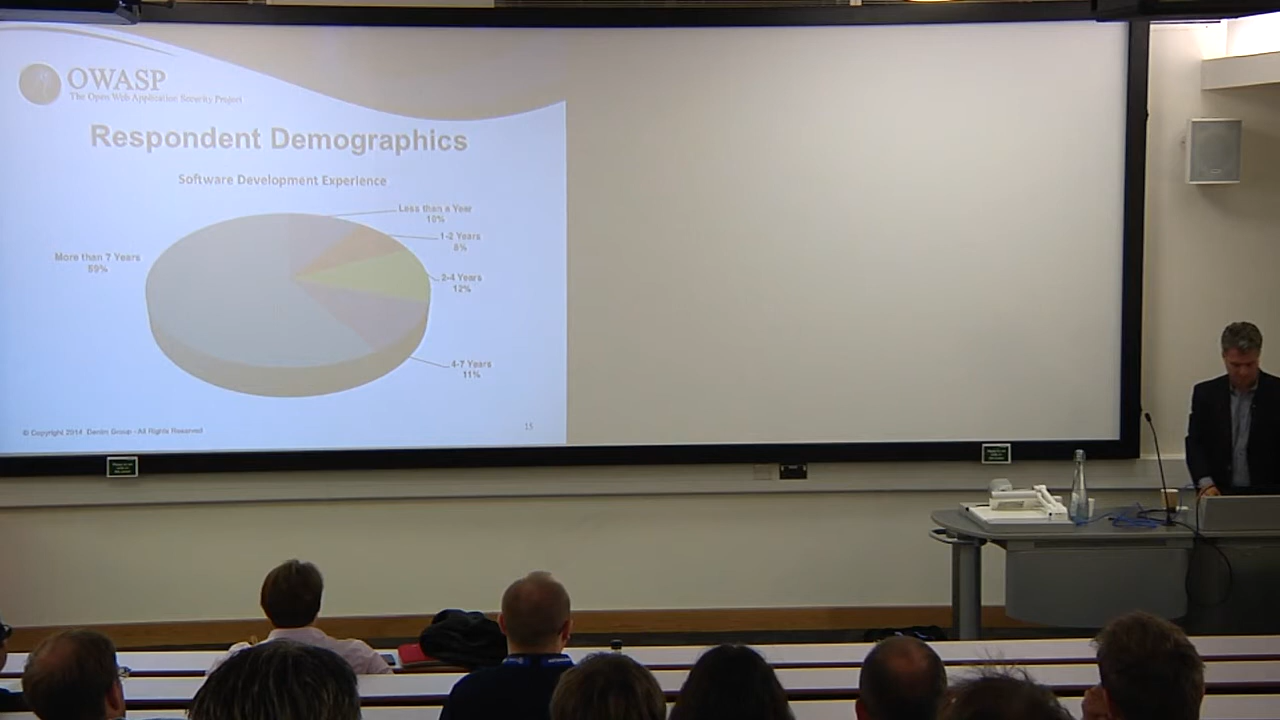 OWASP
The Open Web Application Security Project
Respondent Demographics
Software Development Experience
Less than a Year
10%
1-2 Years
8%
More than 7 Years
59%
2-4 Years
12%
4-7 Years
11%
© Copyright 2014 Denim Group - All Rights Reserved
15